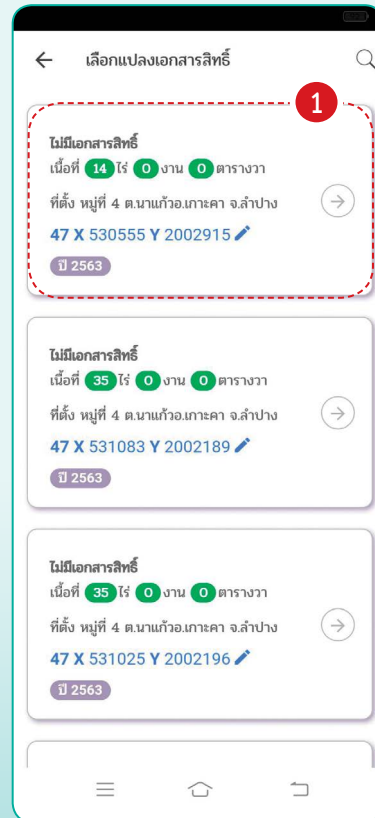 เลือกแปลงเอกสารสิทธิ์
1
ไม่มีเอกสารสิทธิ์
เนื้อที่ 14 ไร่ 0 งาน 0 ตารางวา
ที่ตั้ง หมู่ที่ 4 ต.นาแก้วอ.เกาะคา จ.ลำปาง
47 X 530555 Y 2002915
ปี 2563
ไม่มีเอกสารสิทธิ์
เนื้อที่ 35 ไร่ 0 งาน 0 ตารางวา
ที่ตั้ง หมู่ที่ 4 ต.นาแก้วอ.เกาะคา จ.ลำปาง
47 X 531083 Y 2002189
ปี 2563
ไม่มีเอกสารสิทธิ์
เนื้อที่ 35 ไร่ 0 งาน 0 ตารางวา
ที่ตั้ง หมู่ที่ 4 ต.นาแก้วอ.เกาะคา จ.ลำปาง
47 X 531025 Y 2002196
ปี 2563